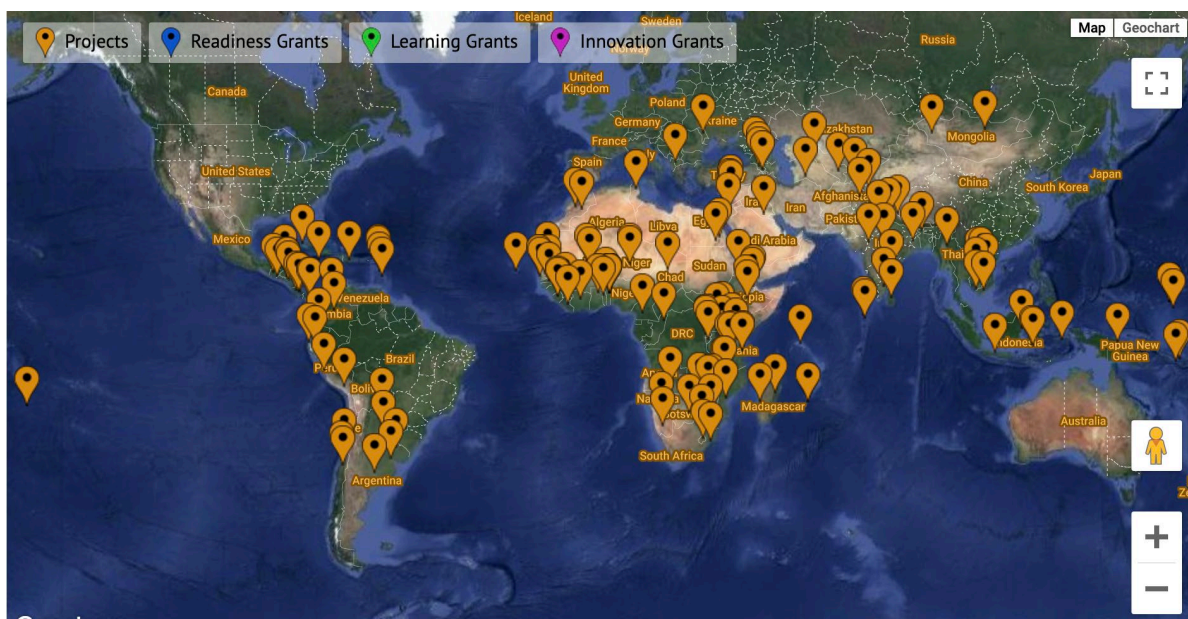 Iceland
Sweden
Projects
Readiness Grants
Learning Grants
Innovation Grants
Map
Geochart
Russia
Norway
Canada
United
Kingdom
Poland
Germany
Ukraine
France
Kazakhstan
Mongolia
Spain
United States
Japan
China
South Korea
Afghanistan
Iran
Mexico
Algeria
Libya
Saudi Arabia
Niger
Chad
Sudan
Venezuela
DRC
Brazil
Indonesia
Papua New
Guinea
Madagascar
Australia
South Africa
Argentina